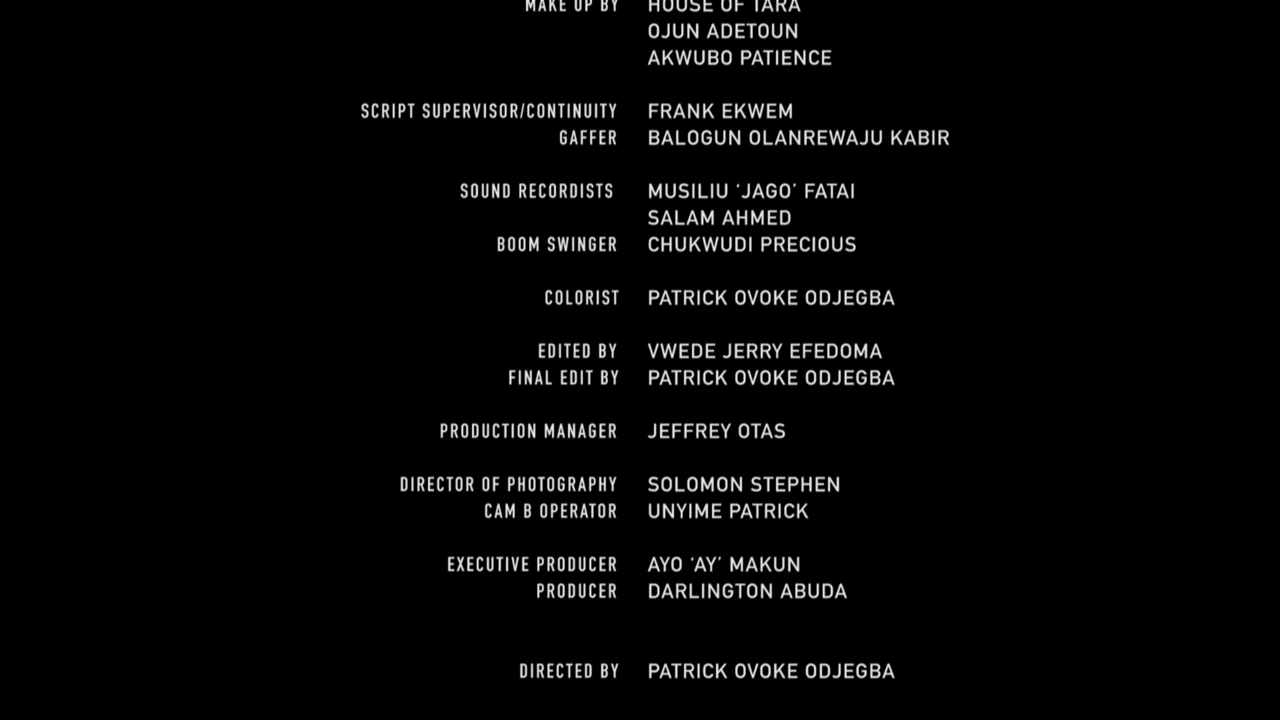 MAKE UP BY HOUSE OF TARA
OJUN ADETOUN
AKWUBO PATIENCE
SCRIPT SUPERVISOR/CONTINUITY FRANK EKWEM
GAFFER BALOGUN OLANREWAJU KABIR
SOUND RECORDISTS MUSILIU ‘JAGO’ FATAI
SALAM AHMED
BOOM SWINGER CHUKWUDI PRECIOUS
COLORIST PATRICK OVOKE ODJEGBA
EDITED BY VWEDE JERRY EFEDOMA
FINAL EDIT BY PATRICK OVOKE ODJEGBA
PRODUCTION MANAGER JEFFREY OTAS
DIRECTOR OF PHOTOGRAPHY SOLOMON STEPHEN
CAM B OPERATOR UNYIME PATRICK
EXECUTIVE PRODUCER AYO ‘AY’ MAKUN
PRODUCER DARLINGTON ABUDA
DIRECTED BY PATRICK OVOKE ODJEGBA